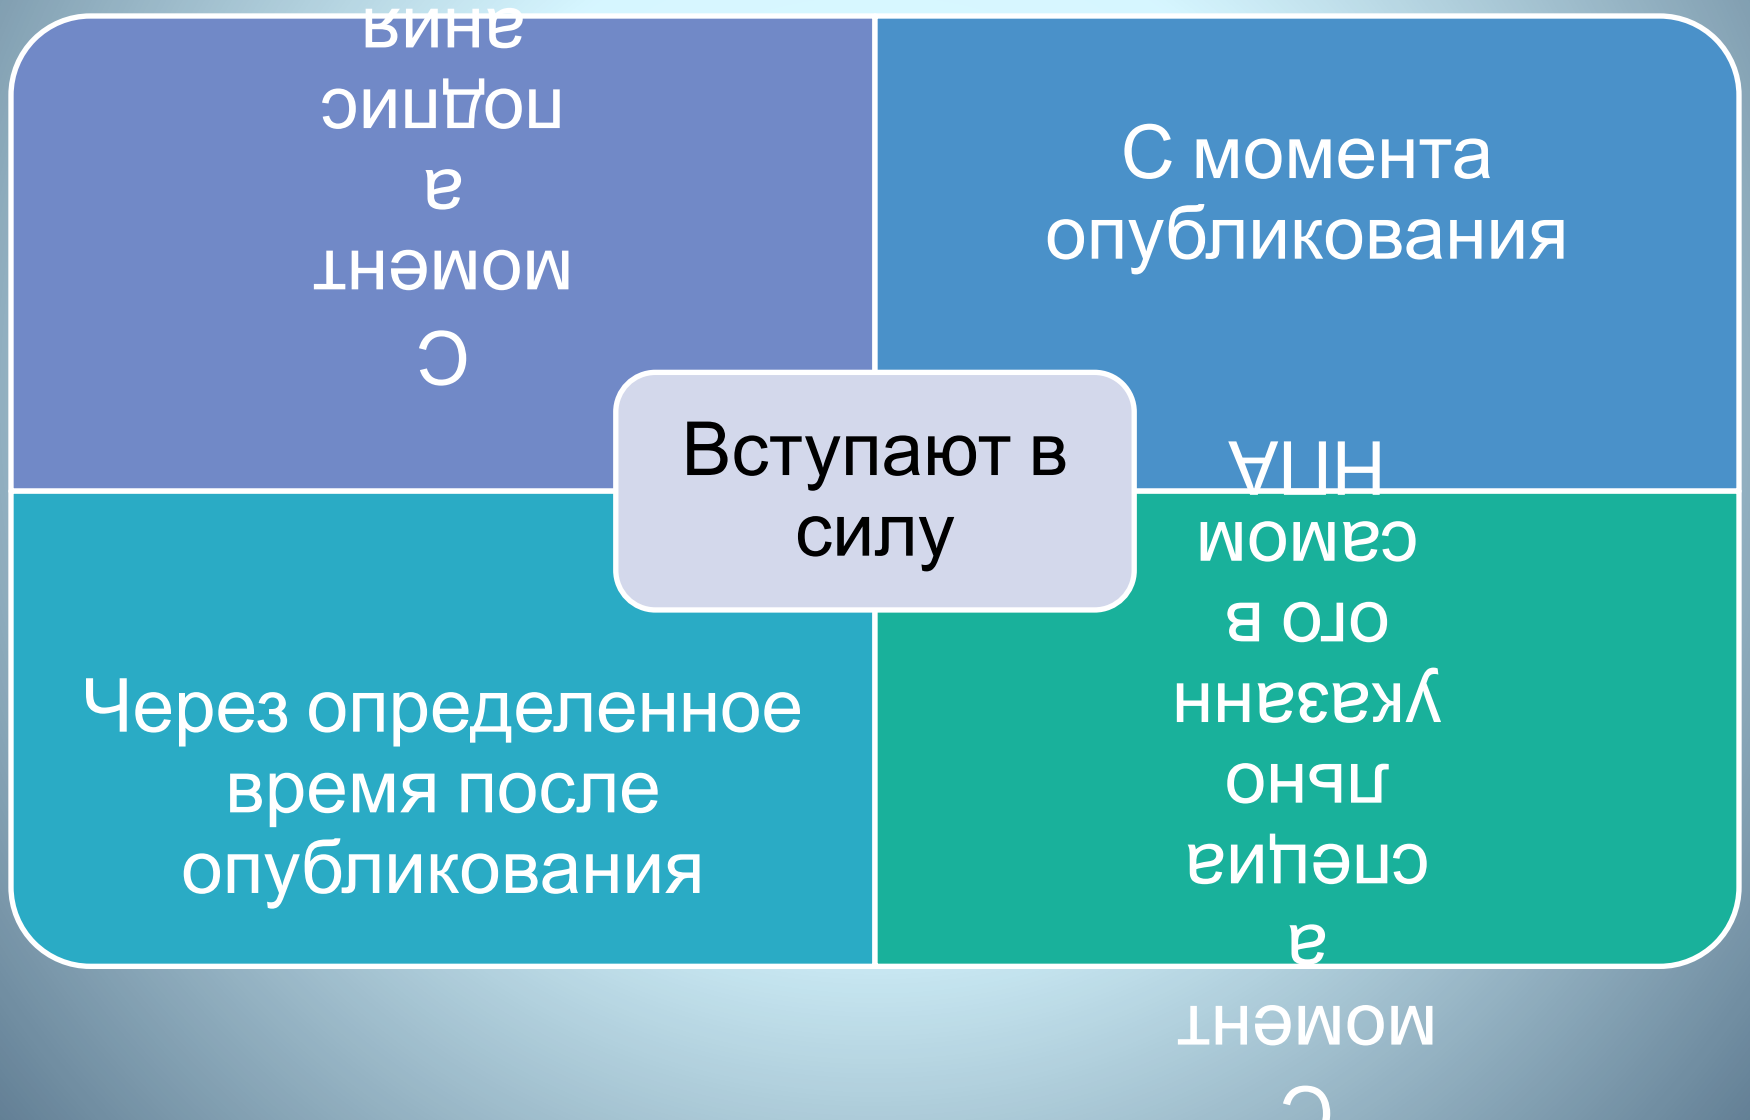 С
момент
а
подпис
ания
С момента
опубликования
Вступают в
силу
Через определенное
время после
опубликования
С
момент
а
специа
льно
указанн
ого в
самом
НПА